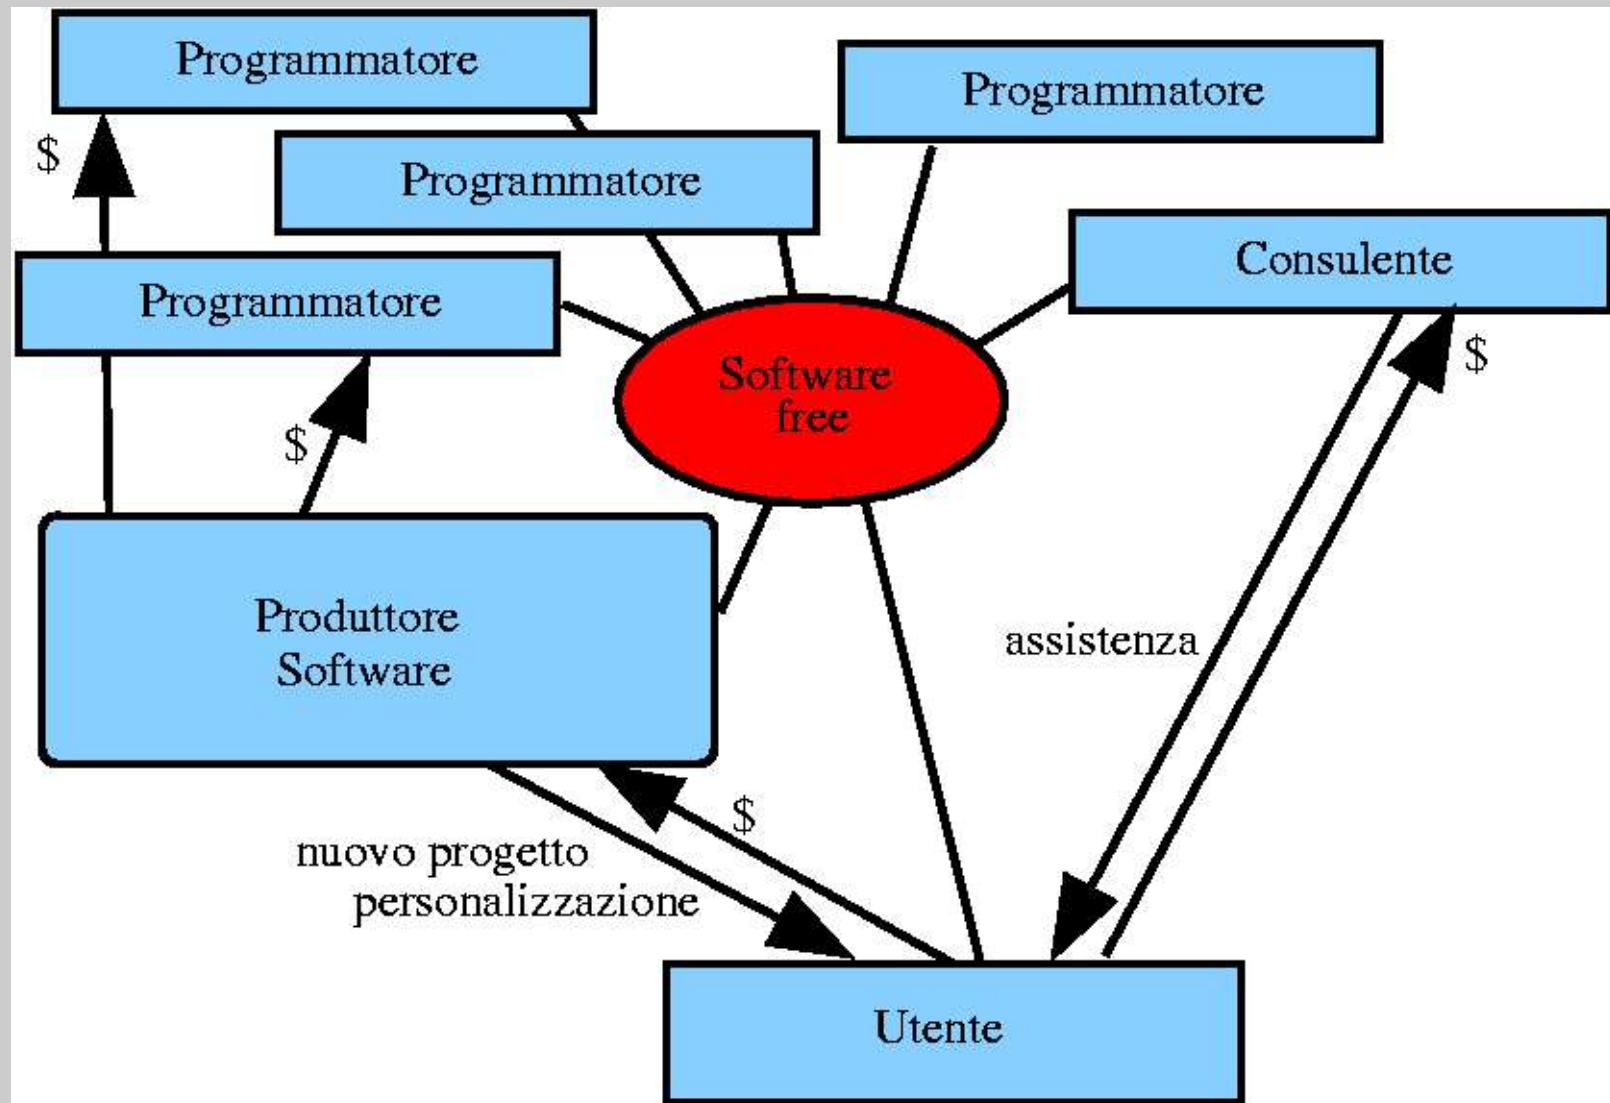 Programmatore
Programmatore
$
Programmatore
Consulente
Programmatore
$
Software
free
$
Produttore
Software
assistenza
$
nuovo progetto
personalizzazione
Utente